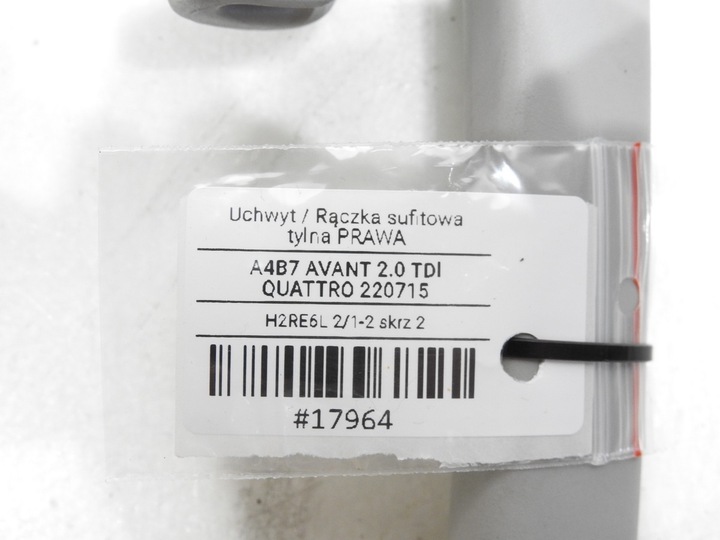 Uchwyt / Rączka sufitowa
tylna PRAWA
A4B7 AVANT 2.0 TDI
QUATTRO 220715
H2RE6L 2/1-2 skrz 2
#17964